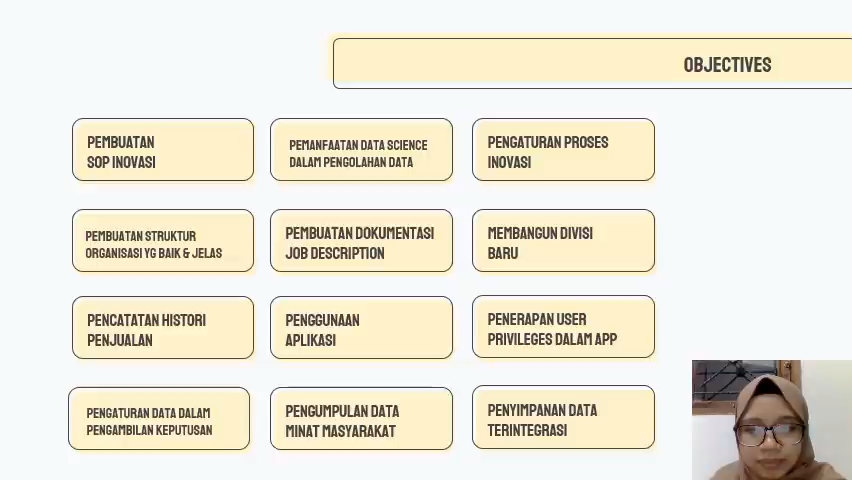 OBJECTIVES
PEMBUATAN
SOP INOVASI
PEMANFAATAN DATA SCIENCE
DALAM PENGOLAHAN DATA
PENGATURAN PROSES
INOVASI
PEMBUATAN STRUKTUR
ORGANISASI YG BAIK & JELAS
PEMBUATAN DOKUMENTASI
JOB DESCRIPTION
MEMBANGUN DIVISI
BARU
PENCATATAN HISTORI
PENJUALAN
PENGGUNAAN
APLIKASI
PENERAPAN USER
PRIVILEGES DALAM APP
PENGATURAN DATA DALAM
PENGAMBILAN KEPUTUSAN
PENGUMPULAN DATA
MINAT MASYARAKAT
PENYIMPANAN DATA
TERINTEGRASI